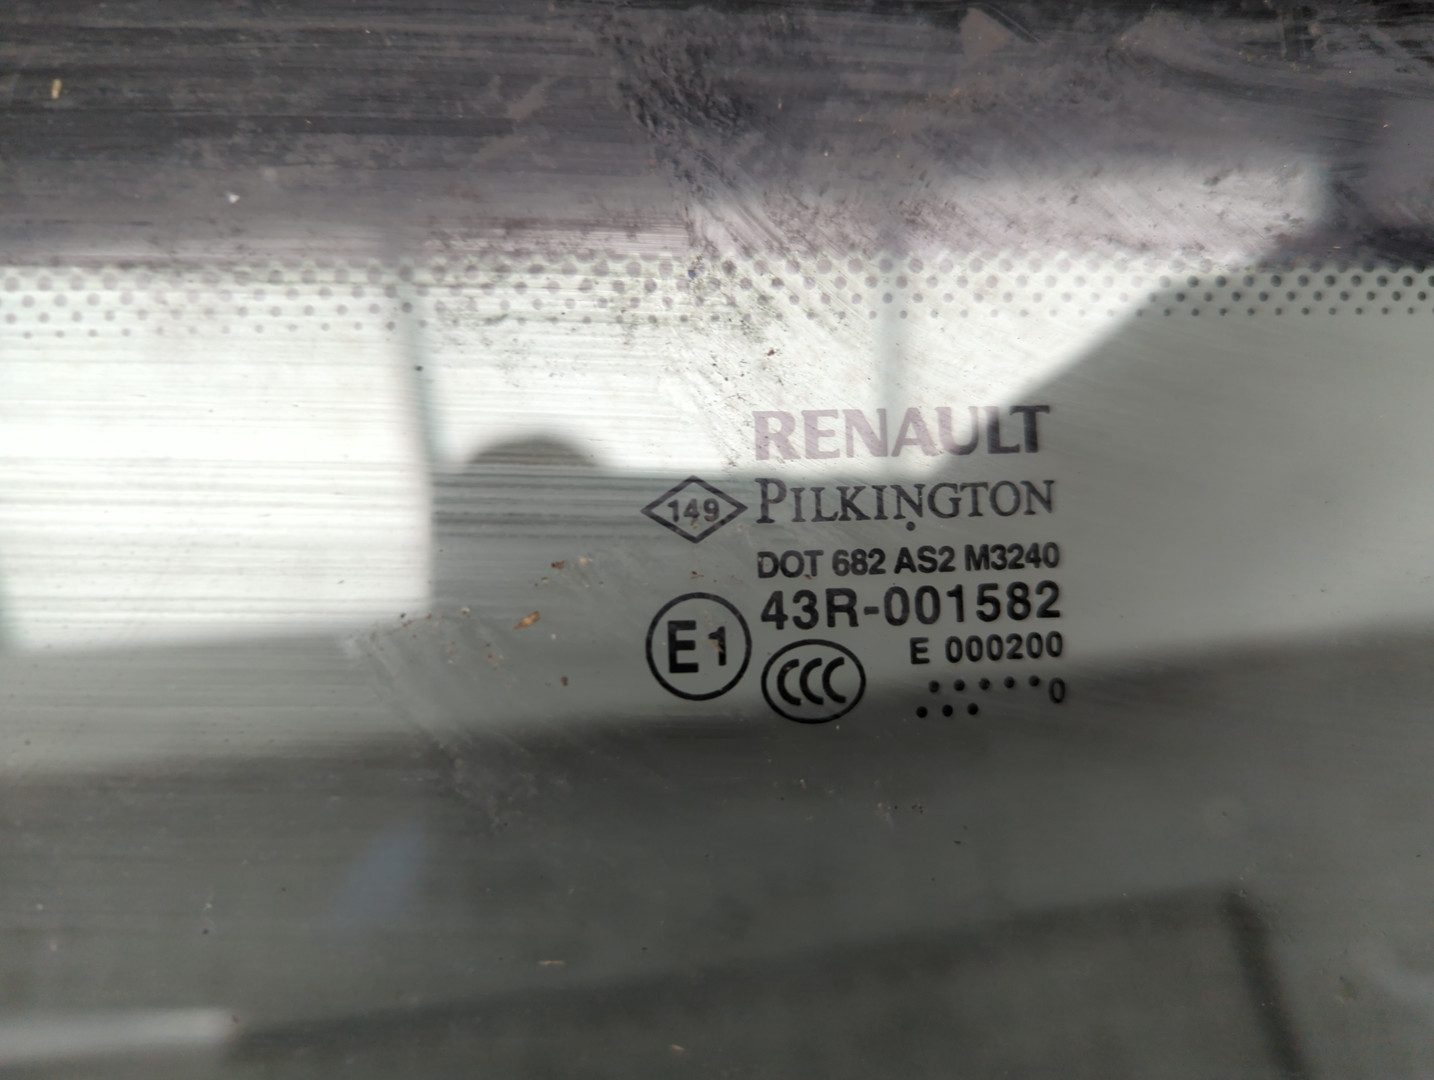 RENAULT
149 PILKINGTON
DOT 682 AS2 M3240
43R-001582
E1
E 000200
CCC
0